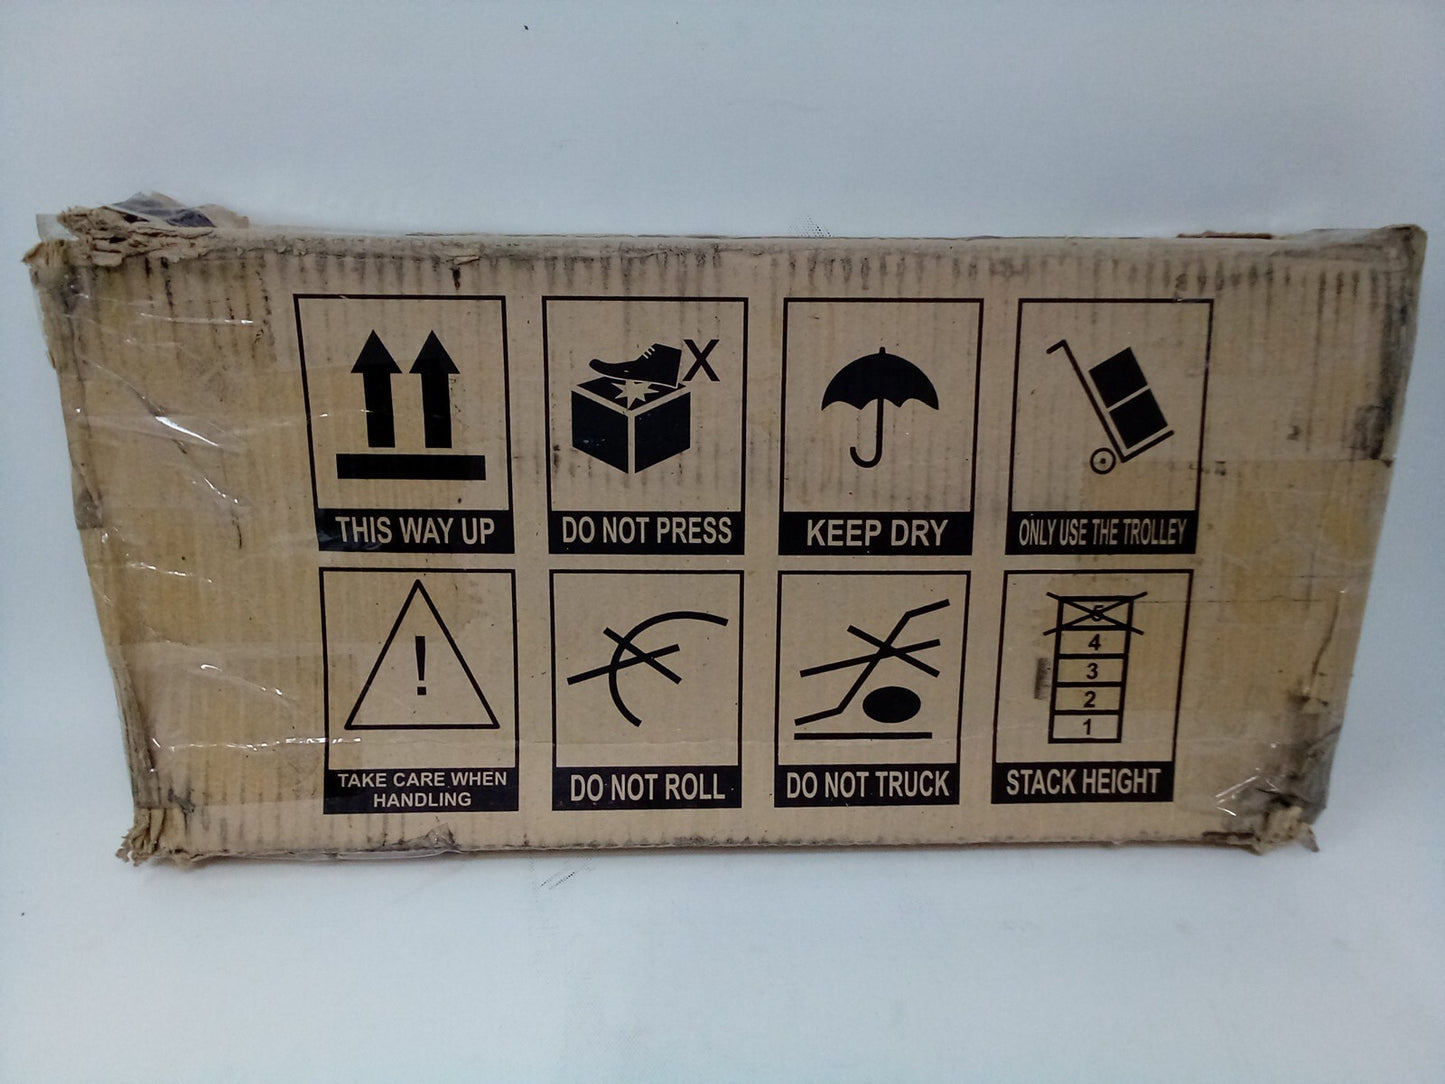 X
THIS WAY UP
DO NOT PRESS
KEEP DRY
ONLY USE THE TROLLEY
!
5
4
3
2
1
TAKE CARE WHEN
HANDLING
DO NOT ROLL
DO NOT TRUCK
STACK HEIGHT